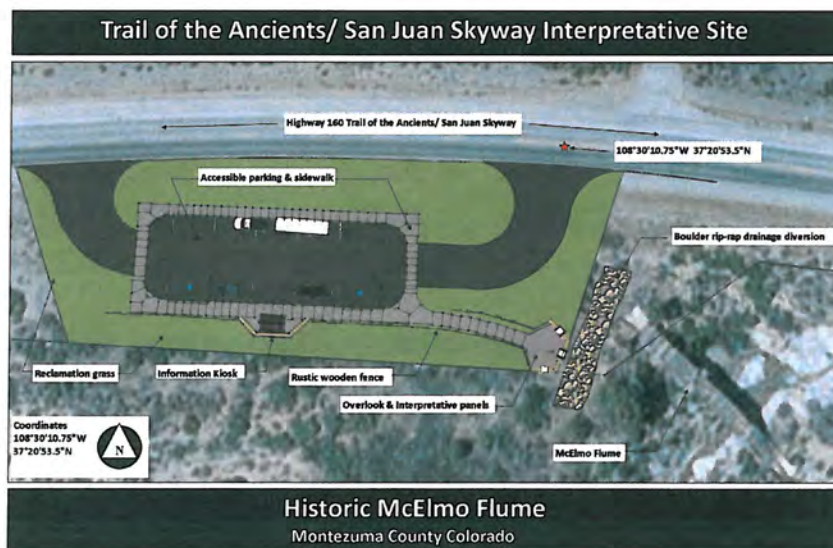 Trail of the Ancients/ San Juan Skyway Interpretative Site
Highway 160 Trail of the Ancients/ San Juan Skyway
108°30'10.75"W 37°20'53.5"N
Accessible parking & sidewalk
Boulder rip-rap drainage diversion
Reclamation grass
Information Kiosk
Rustic wooden fence
Overlook & Interpretative panels
McElmo Flume
Coordinates
108°30'10.75"W
37°20'53.5"N
N
Historic McElmo Flume
Montezuma County Colorado